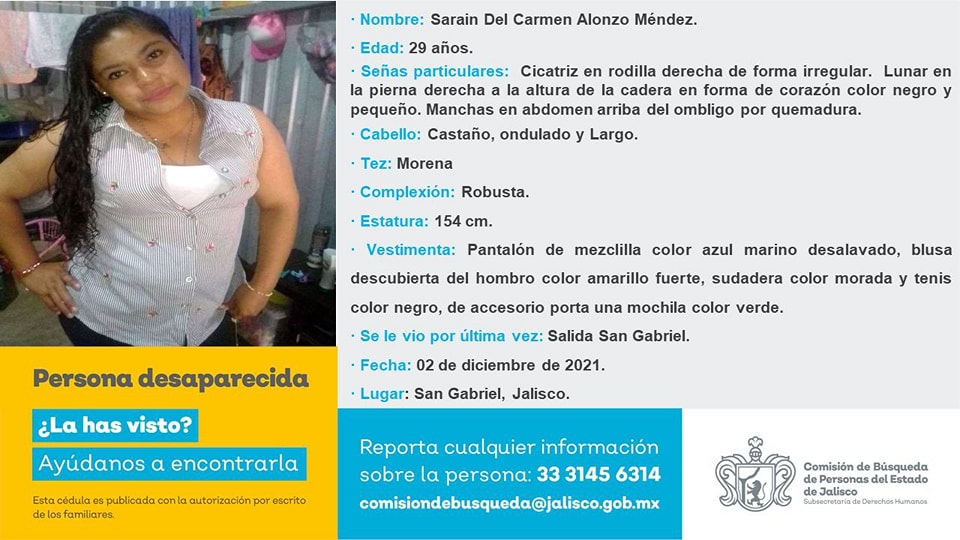 · Nombre: Sarain Del Carmen Alonzo Méndez.
· Edad: 29 años.
· Señas particulares: Cicatriz en rodilla derecha de forma irregular. Lunar en
la pierna derecha a la altura de la cadera en forma de corazón color negro y
pequeño. Manchas en abdomen arriba del ombligo por quemadura.
· Cabello: Castaño, ondulado y Largo.
· Tez: Morena
· Complexión: Robusta.
· Estatura: 154 cm.
· Vestimenta: Pantalón de mezclilla color azul marino desalavado, blusa
descubierta del hombro color amarillo fuerte, sudadera color morada y tenis
color negro, de accesorio porta una mochila color verde.
· Se le vio por última vez: Salida San Gabriel.
· Fecha: 02 de diciembre de 2021.
· Lugar: San Gabriel, Jalisco.
Persona desaparecida
¿La has visto?
Ayúdanos a encontrarla
Esta cédula es publicada con la autorización por escrito
de los familiares.
Reporta cualquier información
sobre la persona: 33 3145 6314
comisiondebusqueda@jalisco.gob.mx
Comisión de Búsqueda
de Personas del Estado
de Jalisco
Subsecretaría de Derechos Humanos